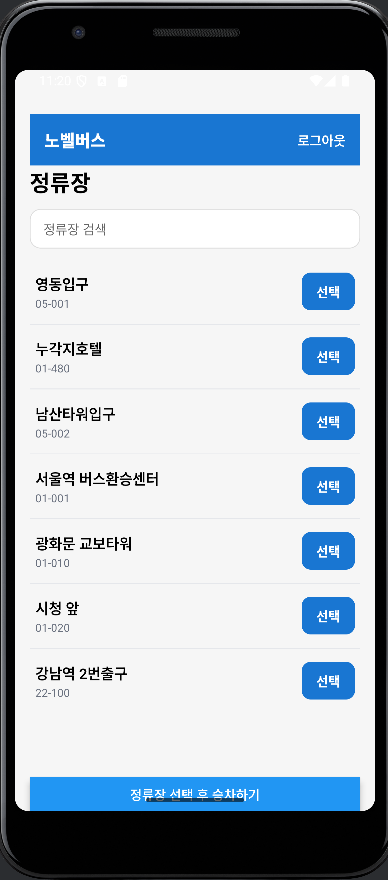 11:20
노벨버스 로그아웃
정류장
정류장 검색
영동입구
05-001
선택
누각지호텔
01-480
선택
남산타워입구
05-002
선택
서울역 버스환승센터
01-001
선택
광화문 교보타워
01-010
선택
시청 앞
01-020
선택
강남역 2번출구
22-100
선택
정류장 선택 후 승차하기